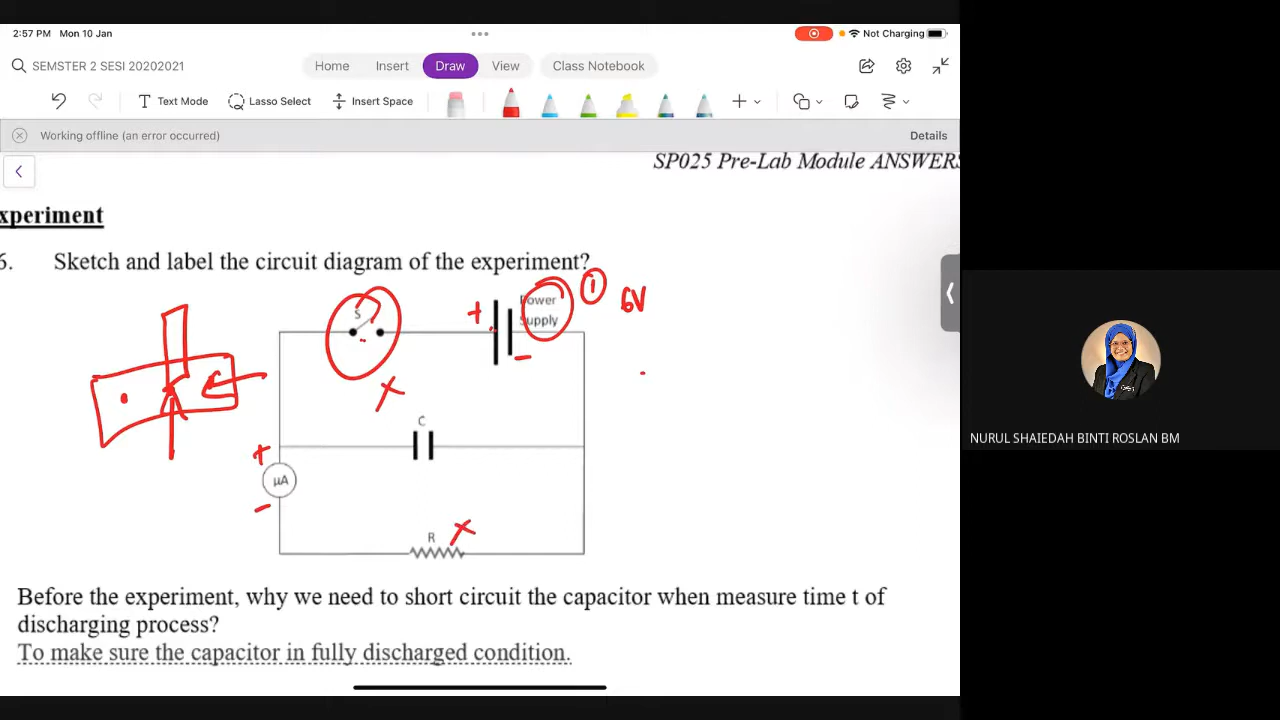 2:57 PM Mon 10 Jan
Not Charging
SEMSTER 2 SESI 20202021
Home Insert Draw View Class Notebook
Text Mode Lasso Select Insert Space
Working offline (an error occurred) Details
SP025 Pre-Lab Module ANSWERS
xperiment
6. Sketch and label the circuit diagram of the experiment?
1
6V
S
+
Power
Supply
-
X
C
+
µA
-
R
X
Before the experiment, why we need to short circuit the capacitor when measure time t of
discharging process?
To make sure the capacitor in fully discharged condition.
NURUL SHAIEDAH BINTI ROSLAN BM